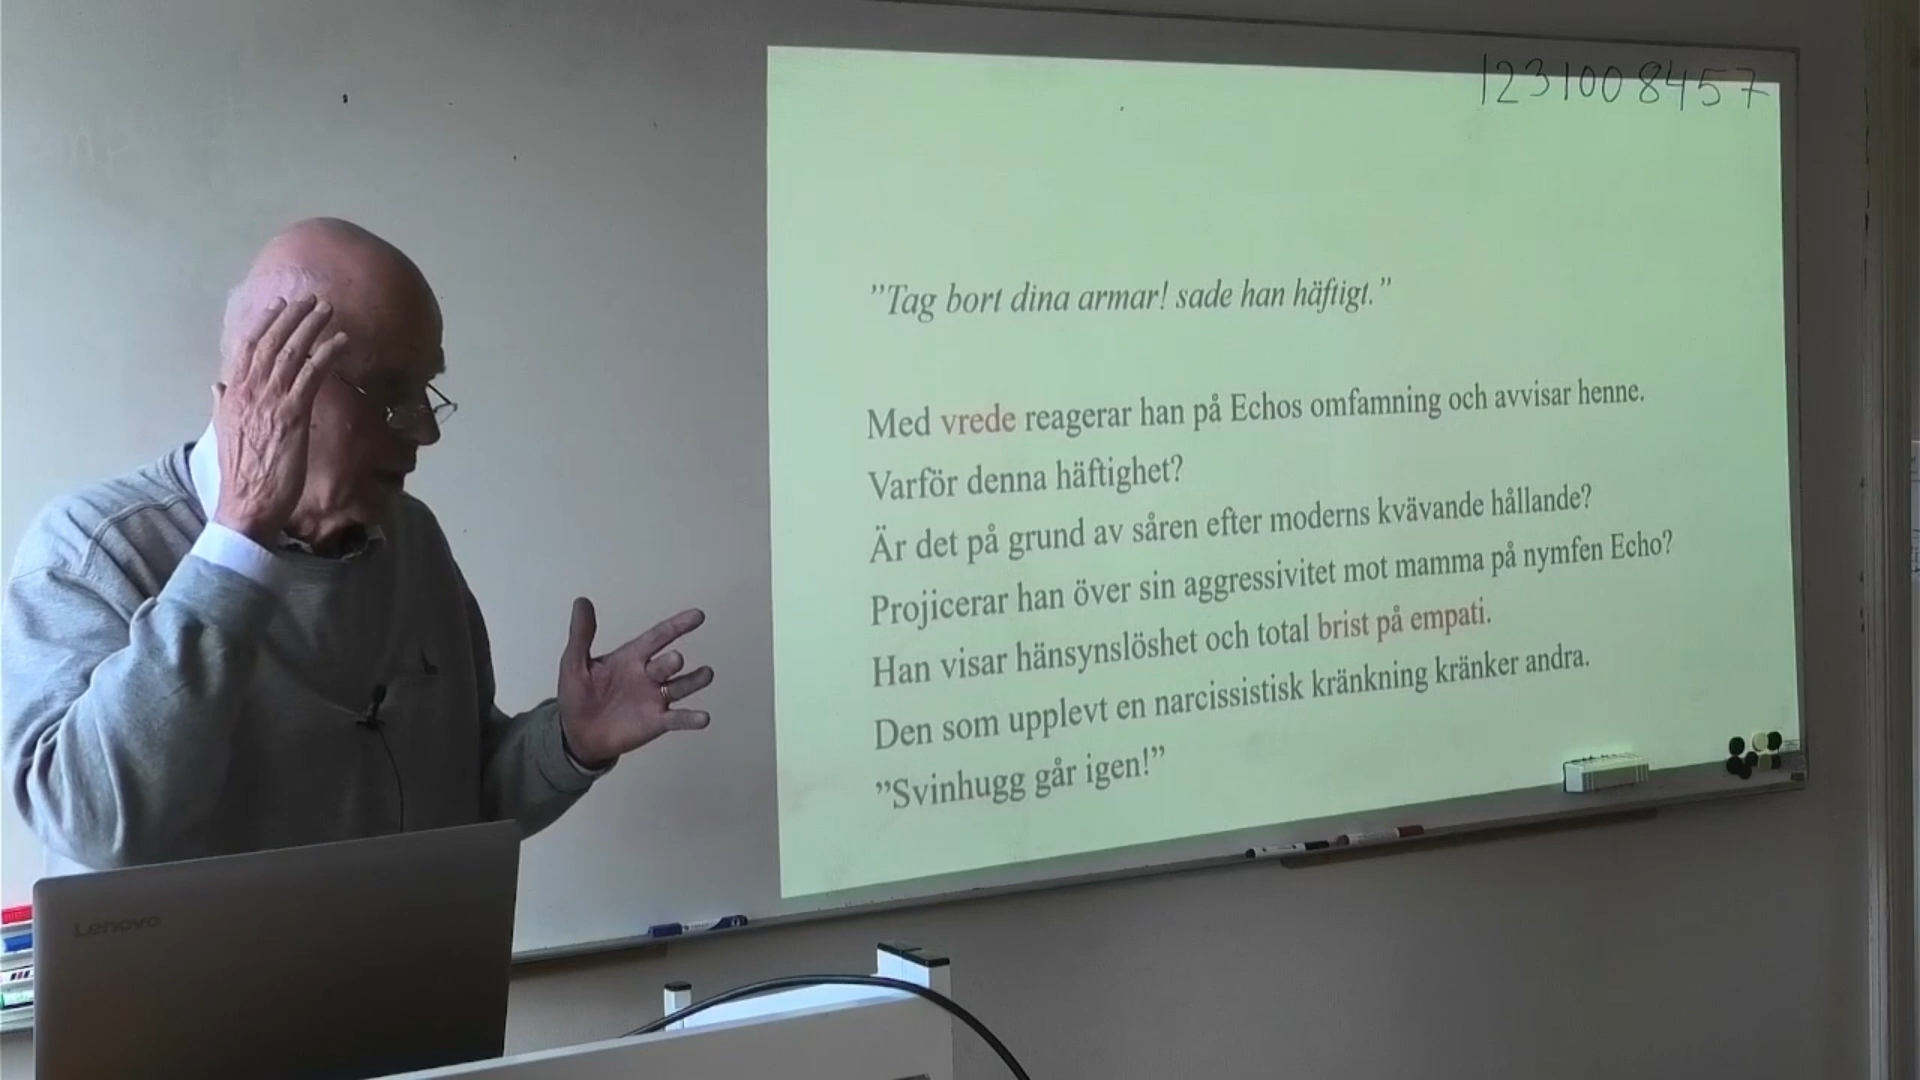 1231008457
”Tag bort dina armar! sade han häftigt.”
Med vrede reagerar han på Echos omfamning och avvisar henne.
Varför denna häftighet?
Är det på grund av såren efter moderns kvävande hållande?
Projicerar han över sin aggressivitet mot mamma på nymfen Echo?
Han visar hänsynslöshet och total brist på empati.
Den som upplevt en narcissistisk kränkning kränker andra.
”Svinhugg går igen!”
Lenovo